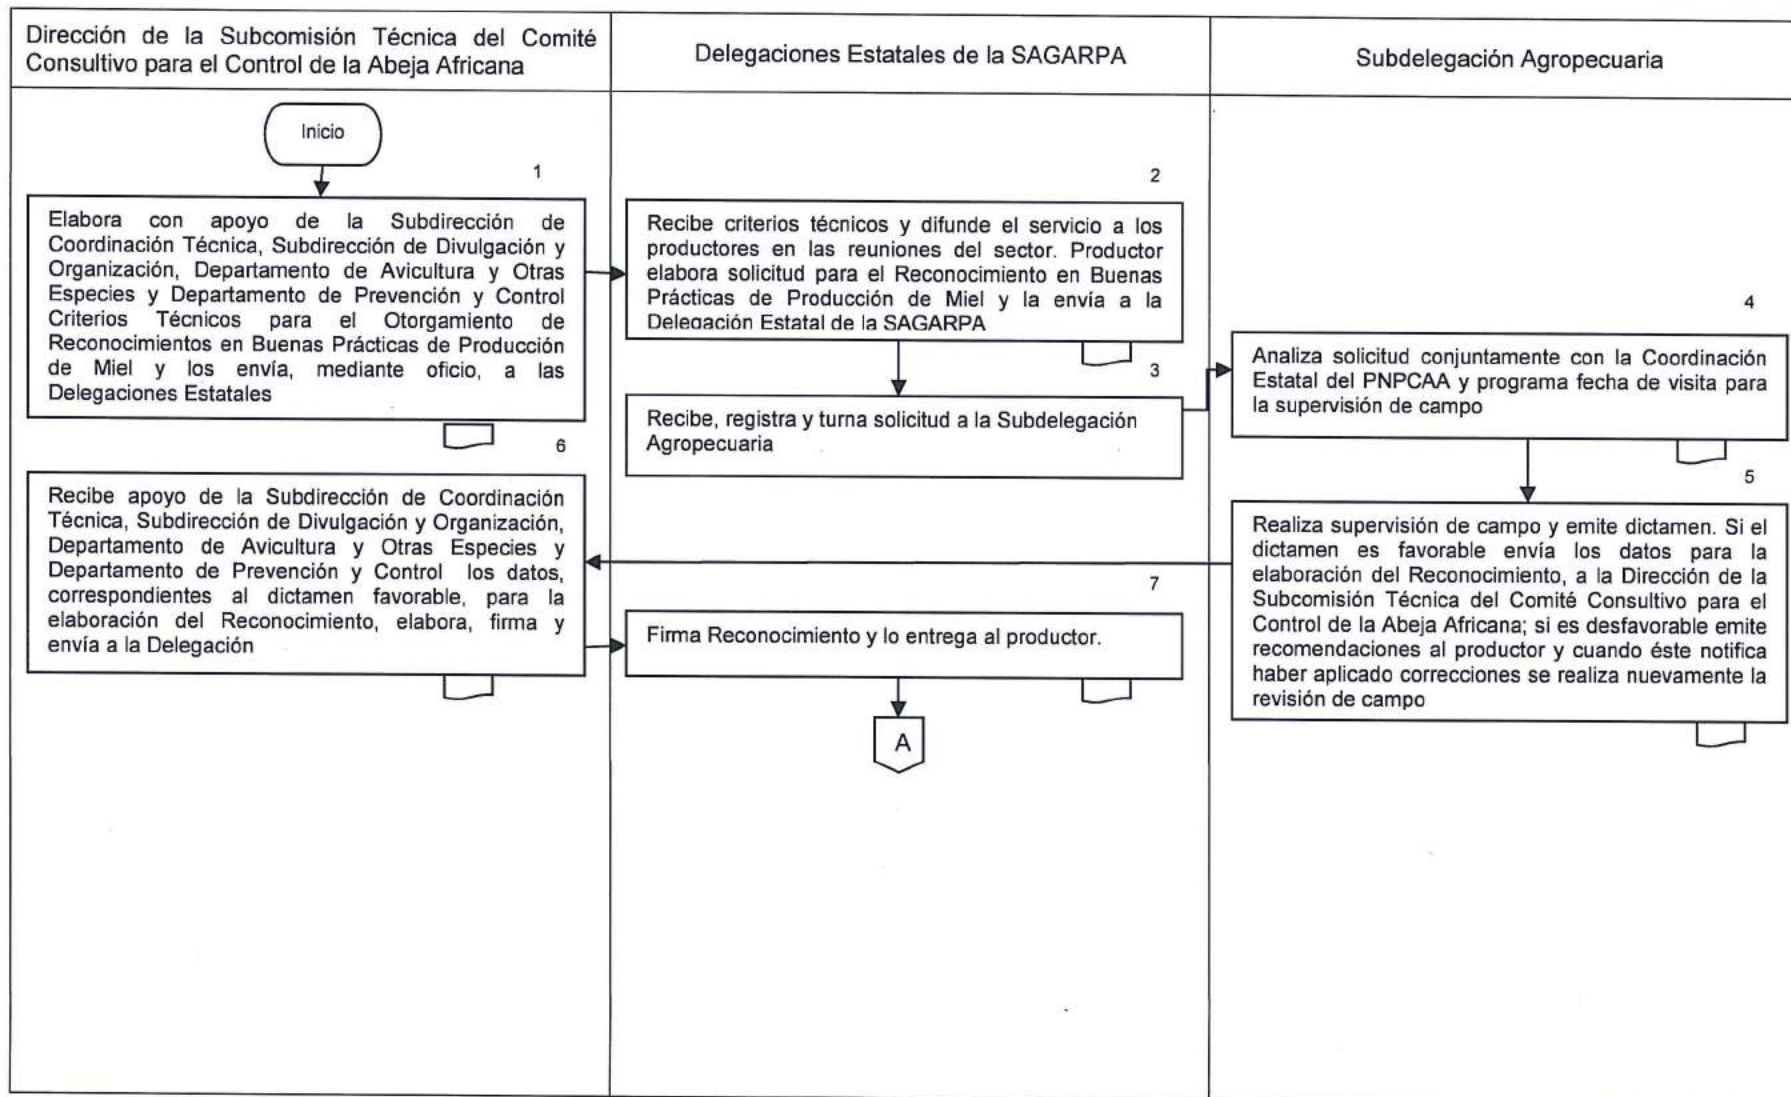 Dirección de la Subcomisión Técnica del Comité
Consultivo para el Control de la Abeja Africana
Delegaciones Estatales de la SAGARPA
Subdelegación Agropecuaria
Inicio
1
Elabora con apoyo de la Subdirección de
Coordinación Técnica, Subdirección de Divulgación y
Organización, Departamento de Avicultura y Otras
Especies y Departamento de Prevención y Control
Criterios Técnicos para el Otorgamiento de
Reconocimientos en Buenas Prácticas de Producción
de Miel y los envía, mediante oficio, a las
Delegaciones Estatales
2
Recibe criterios técnicos y difunde el servicio a los
productores en las reuniones del sector. Productor
elabora solicitud para el Reconocimiento en Buenas
Prácticas de Producción de Miel y la envía a la
Delegación Estatal de la SAGARPA
3
Recibe, registra y turna solicitud a la Subdelegación
Agropecuaria
4
Analiza solicitud conjuntamente con la Coordinación
Estatal del PNPCAA y programa fecha de visita para
la supervisión de campo
5
Realiza supervisión de campo y emite dictamen. Si el
dictamen es favorable envía los datos para la
elaboración del Reconocimiento, a la Dirección de la
Subcomisión Técnica del Comité Consultivo para el
Control de la Abeja Africana; si es desfavorable emite
recomendaciones al productor y cuando éste notifica
haber aplicado correcciones se realiza nuevamente la
revisión de campo
6
Recibe apoyo de la Subdirección de Coordinación
Técnica, Subdirección de Divulgación y Organización,
Departamento de Avicultura y Otras Especies y
Departamento de Prevención y Control los datos,
correspondientes al dictamen favorable, para la
elaboración del Reconocimiento, elabora, firma y
envía a la Delegación
7
Firma Reconocimiento y lo entrega al productor.
A